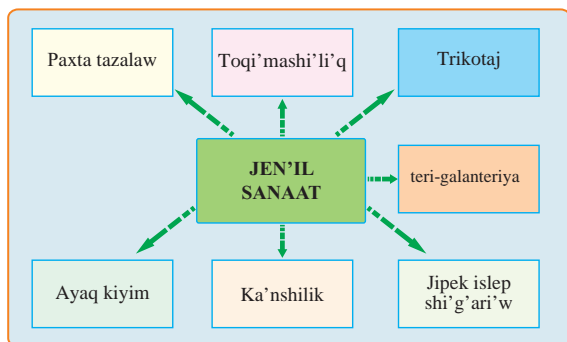 Paxta tazalaw
Toqi’mashi’li’q
Trikotaj
JEN’IL
SANAAT
teri-galanteriya
Ayaq kiyim
Ka’nshilik
Jipek islep
shi’g’ari’w